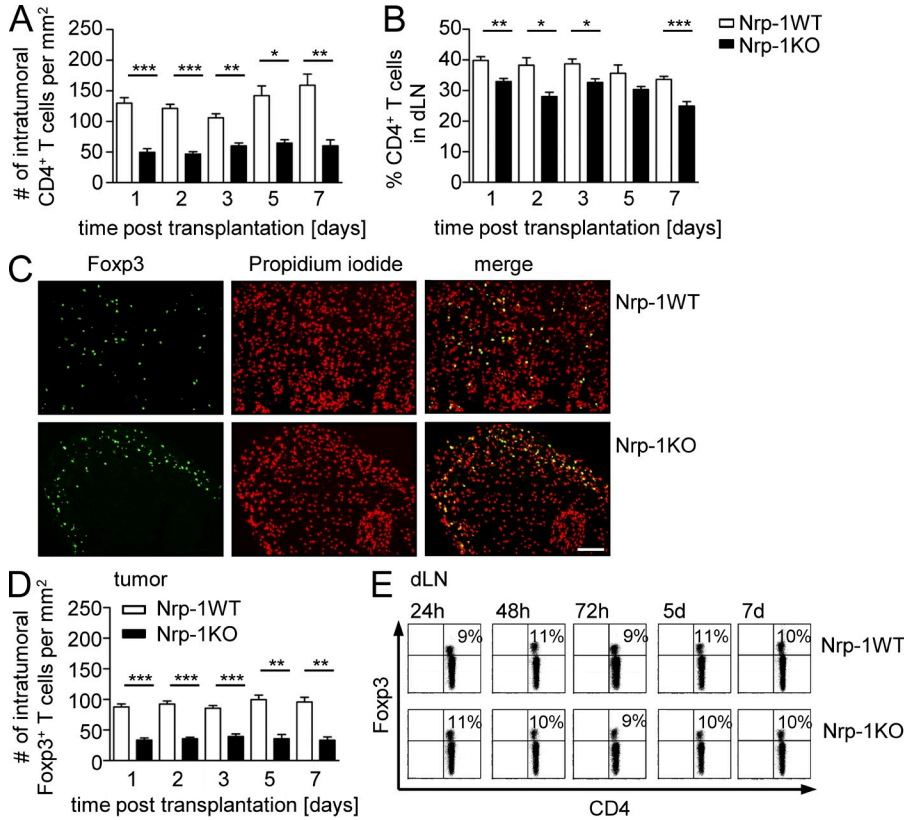 A
# of intratumoral
CD4⁺ T cells per mm²
250
200
150
100
50
0
*** *** ** * **
1 2 3 5 7
time post transplantation [days]
B
% CD4⁺ T cells
in dLN
50
40
30
20
10
0
** * * ***
Nrp-1WT
Nrp-1KO
1 2 3 5 7
time post transplantation [days]
C
Foxp3 Propidium iodide merge
Nrp-1WT
Nrp-1KO
D
tumor
# of intratumoral
Foxp3⁺ T cells per mm²
250
200
150
100
50
0
Nrp-1WT
Nrp-1KO
*** *** *** ** **
1 2 3 5 7
time post transplantation [days]
E
dLN
24h 48h 72h 5d 7d
9% 11% 9% 11% 10%
Nrp-1WT
11% 10% 9% 10% 10%
Nrp-1KO
Foxp3
CD4